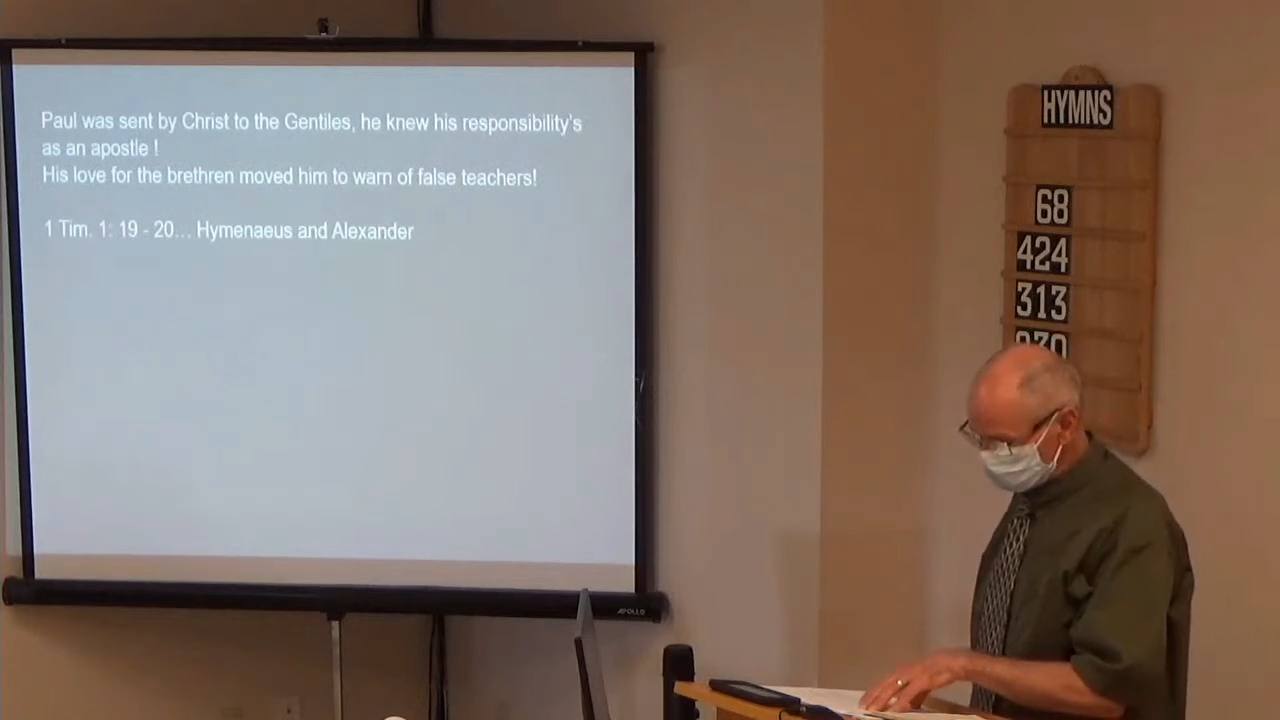 Paul was sent by Christ to the Gentiles, he knew his responsibility's
as an apostle !
His love for the brethren moved him to warn of false teachers!
1 Tim. 1: 19 - 20... Hymenaeus and Alexander
APOLLO
HYMNS
68
424
313